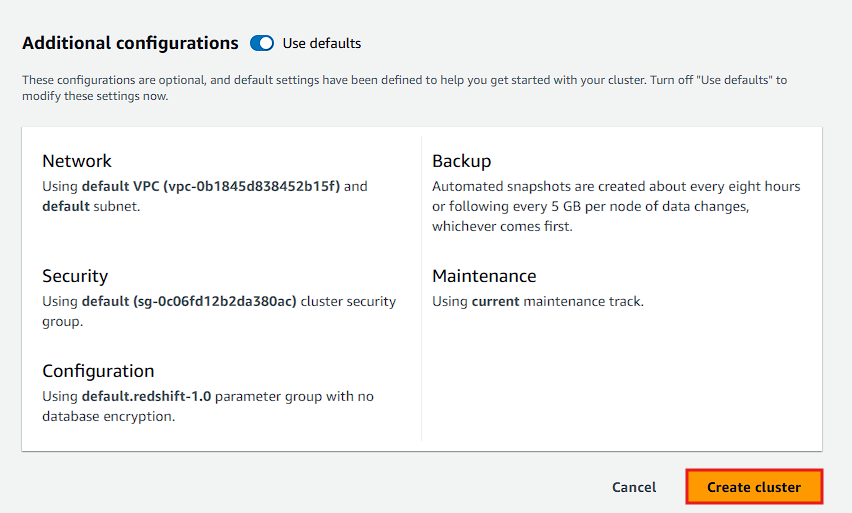 Additional configurations Use defaults
These configurations are optional, and default settings have been defined to help you get started with your cluster. Turn off "Use defaults" to
modify these settings now.
Network
Using default VPC (vpc-0b1845d838452b15f) and
default subnet.
Backup
Automated snapshots are created about every eight hours
or following every 5 GB per node of data changes,
whichever comes first.
Security
Using default (sg-0c06fd12b2da380ac) cluster security
group.
Maintenance
Using current maintenance track.
Configuration
Using default.redshift-1.0 parameter group with no
database encryption.
Cancel
Create cluster